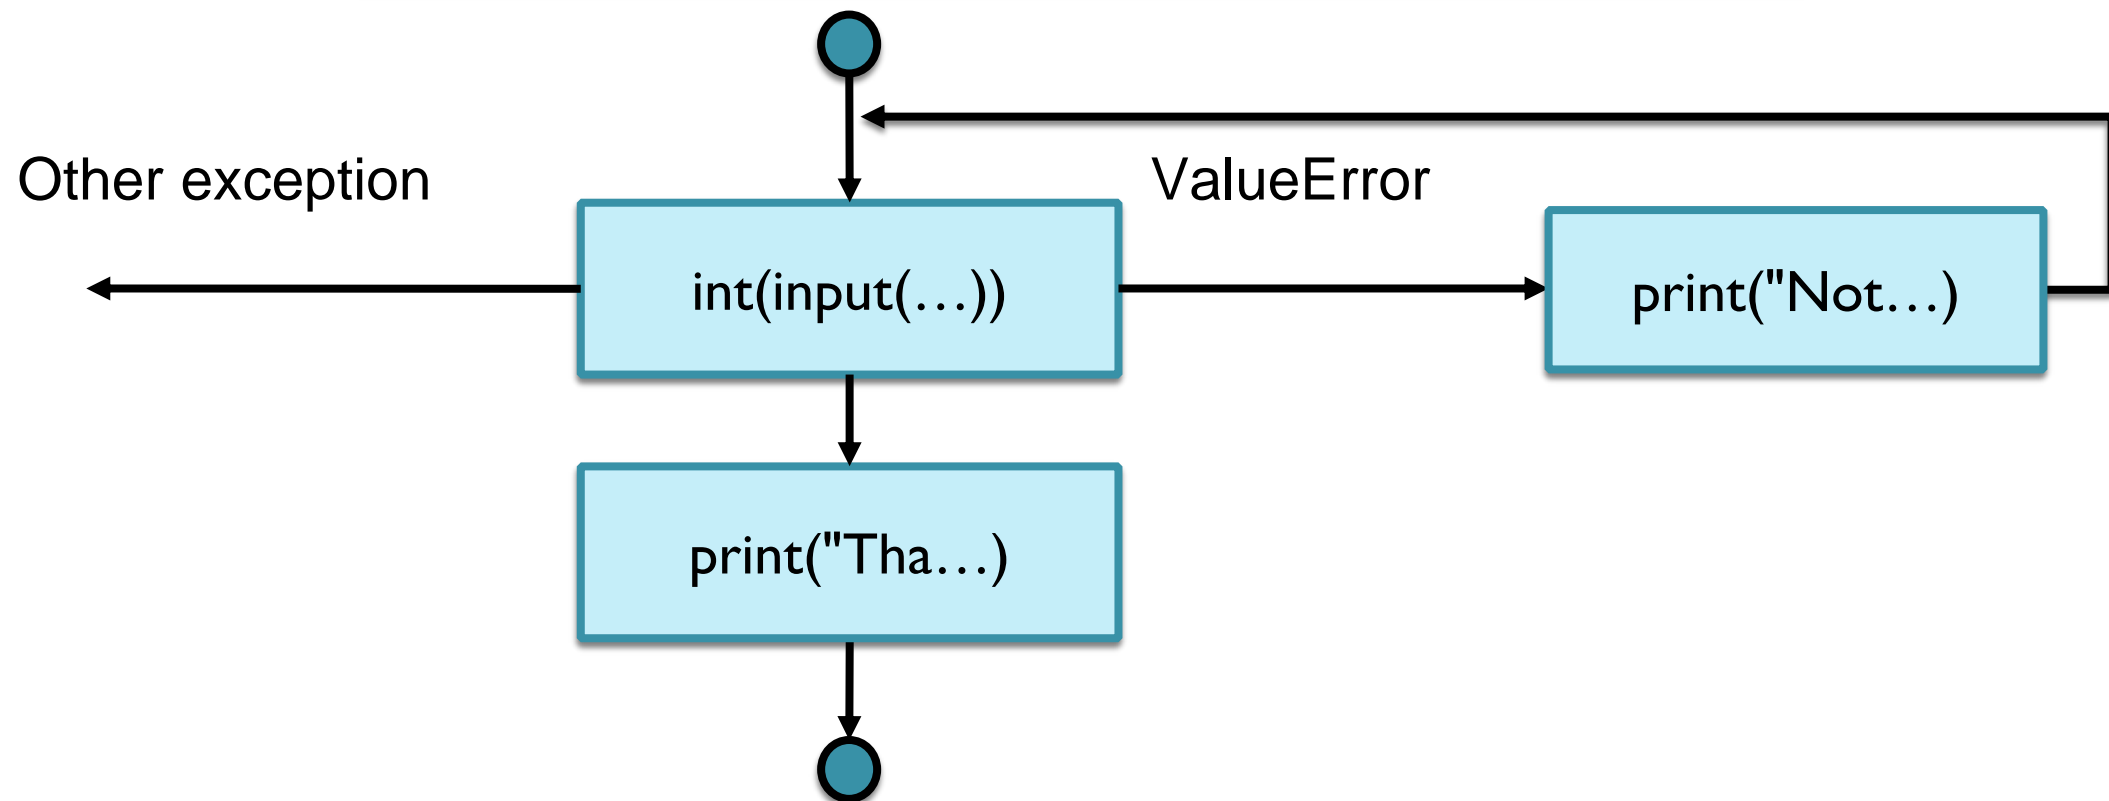 Other exception
ValueError
int(input(…))
print("Not…)
print("Tha…)